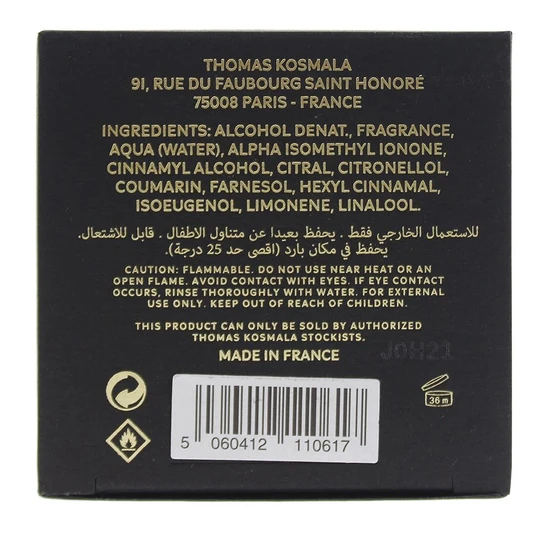 THOMAS KOSMALA
91, RUE DU FAUBOURG SAINT HONORÉ
75008 PARIS - FRANCE
INGREDIENTS: ALCOHOL DENAT., FRAGRANCE,
AQUA (WATER), ALPHA ISOMETHYL IONONE,
CINNAMYL ALCOHOL, CITRAL, CITRONELLOL,
COUMARIN, FARNESOL, HEXYL CINNAMAL,
ISOEUGENOL, LIMONENE, LINALOOL.
للاستعمال الخارجي فقط. يحفظ بعيدا عن متناول الاطفال. قابل للاشتعال.
يحفظ في مكان بارد (اقصى حد 25 درجة).
CAUTION: FLAMMABLE. DO NOT USE NEAR HEAT OR AN
OPEN FLAME. AVOID CONTACT WITH EYES. IF EYE CONTACT
OCCURS, RINSE THOROUGHLY WITH WATER. FOR EXTERNAL
USE ONLY. KEEP OUT OF REACH OF CHILDREN.
THIS PRODUCT CAN ONLY BE SOLD BY AUTHORIZED
THOMAS KOSMALA STOCKISTS.
MADE IN FRANCE
J0H21
36 m
5 060412 110617